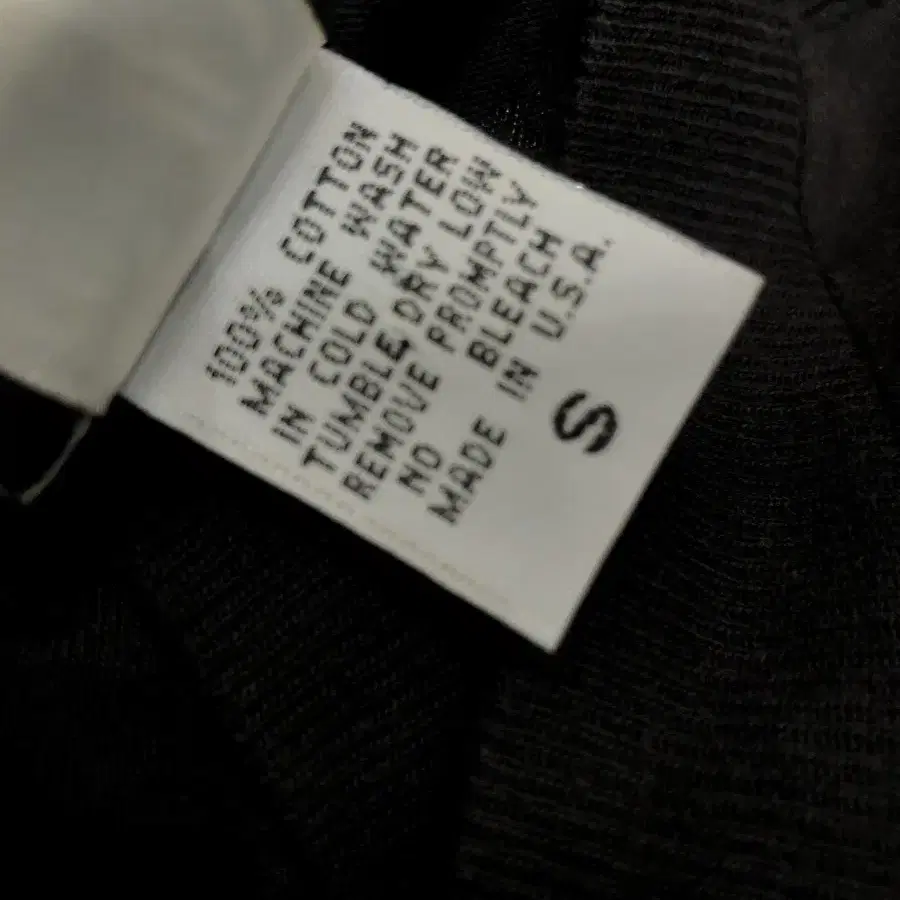 100% COTTON
MACHINE WASH
IN COLD WATER
TUMBLE DRY LOW
REMOVE PROMPTLY
NO BLEACH
MADE IN U.S.A.
S